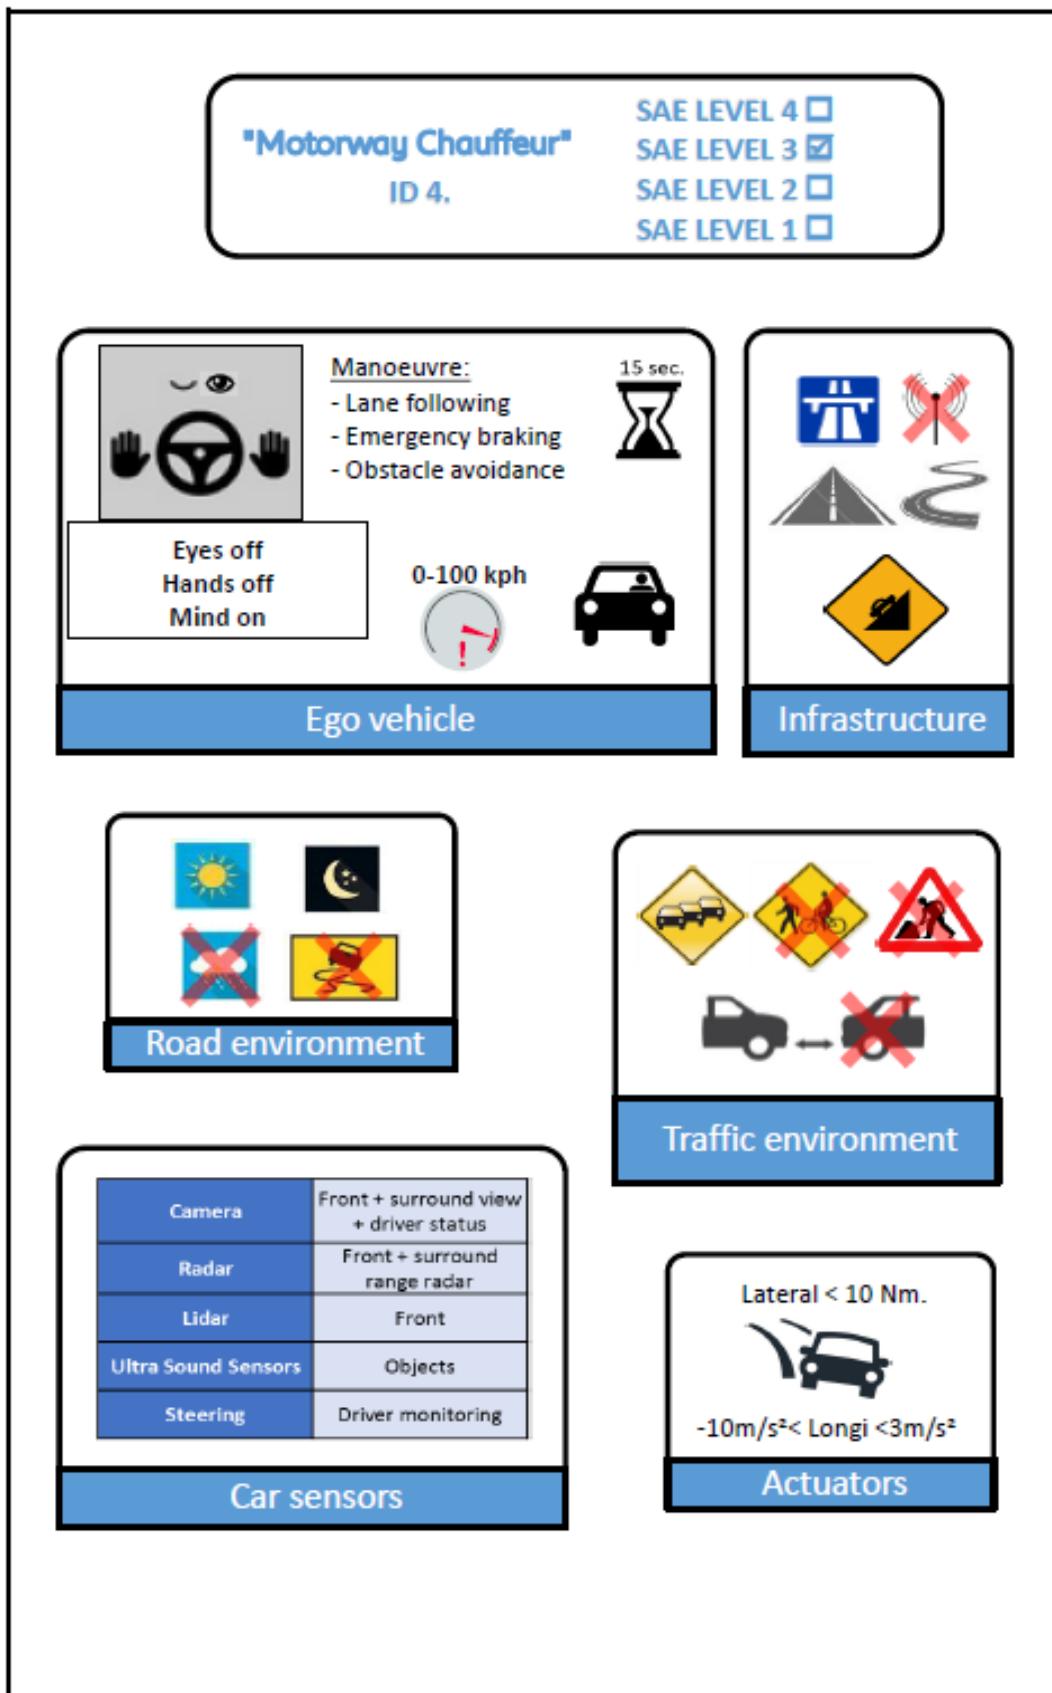 "Motorway Chauffeur"
ID 4.
SAE LEVEL 4 ☐
SAE LEVEL 3 ☑
SAE LEVEL 2 ☐
SAE LEVEL 1 ☐
Manoeuvre:
- Lane following
- Emergency braking
- Obstacle avoidance
15 sec.
Eyes off
Hands off
Mind on
0-100 kph
!
Ego vehicle
Infrastructure
Road environment
Traffic environment
Camera
Front + surround view
+ driver status
Radar
Front + surround
range radar
Lidar
Front
Ultra Sound Sensors
Objects
Steering
Driver monitoring
Car sensors
Lateral < 10 Nm.
-10m/s²< Longi <3m/s²
Actuators